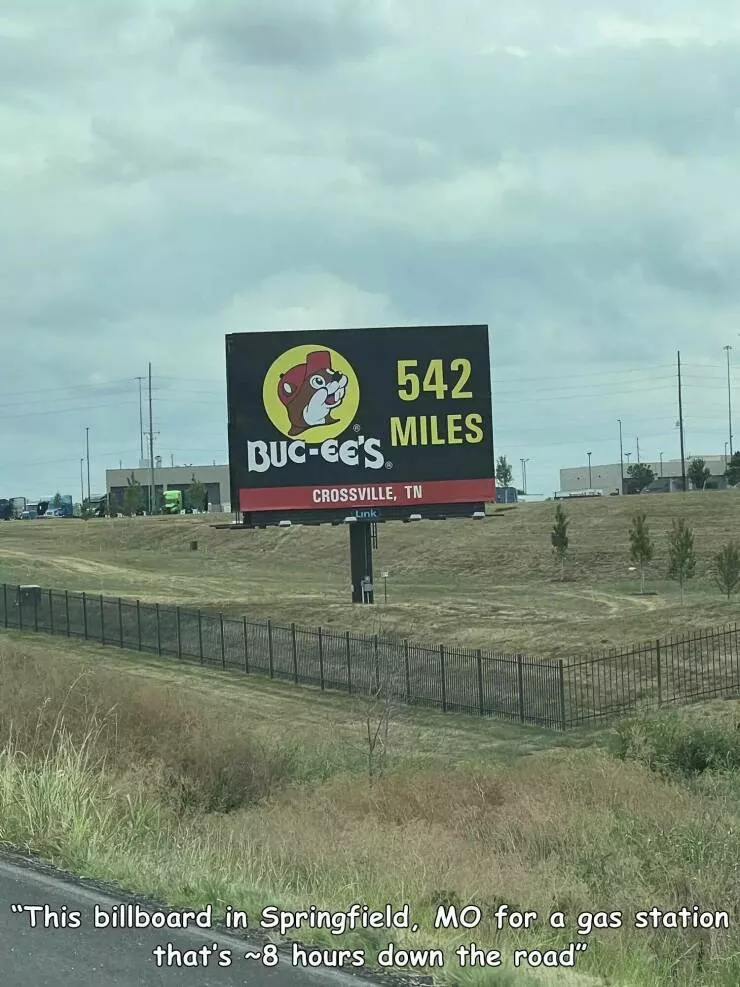 542
MILES
BUC-EE'S
CROSSVILLE, TN
Link
"This billboard in Springfield, MO for a gas station
that's ~8 hours down the road"